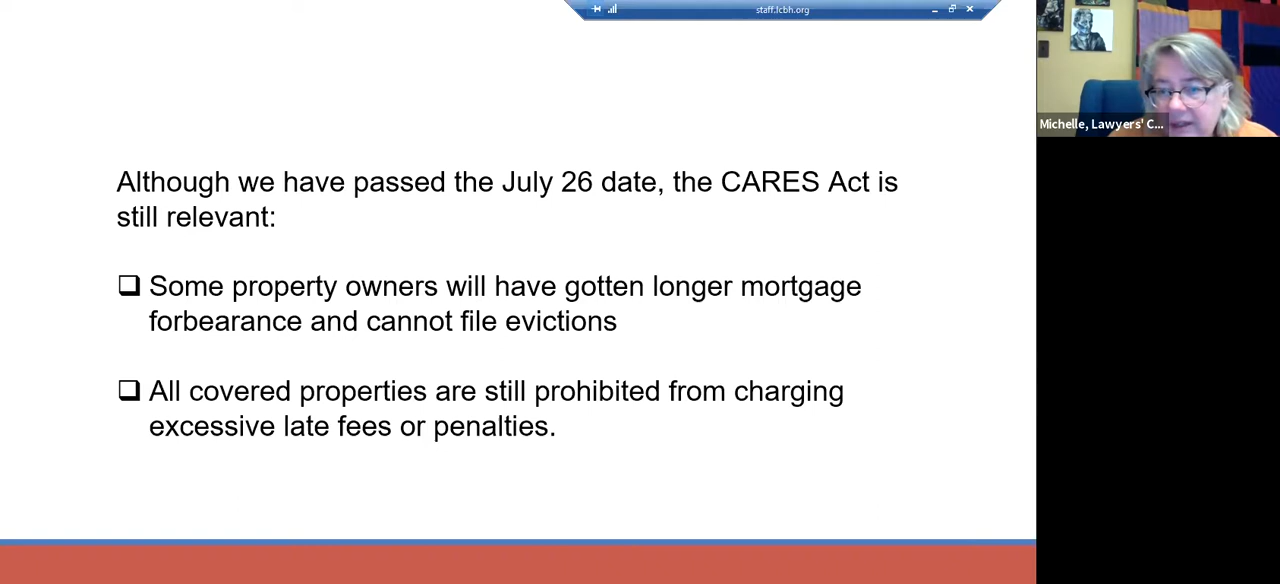 staff.lcbh.org
Michelle, Lawyers' C...
Although we have passed the July 26 date, the CARES Act is
still relevant:
Some property owners will have gotten longer mortgage
forbearance and cannot file evictions
All covered properties are still prohibited from charging
excessive late fees or penalties.